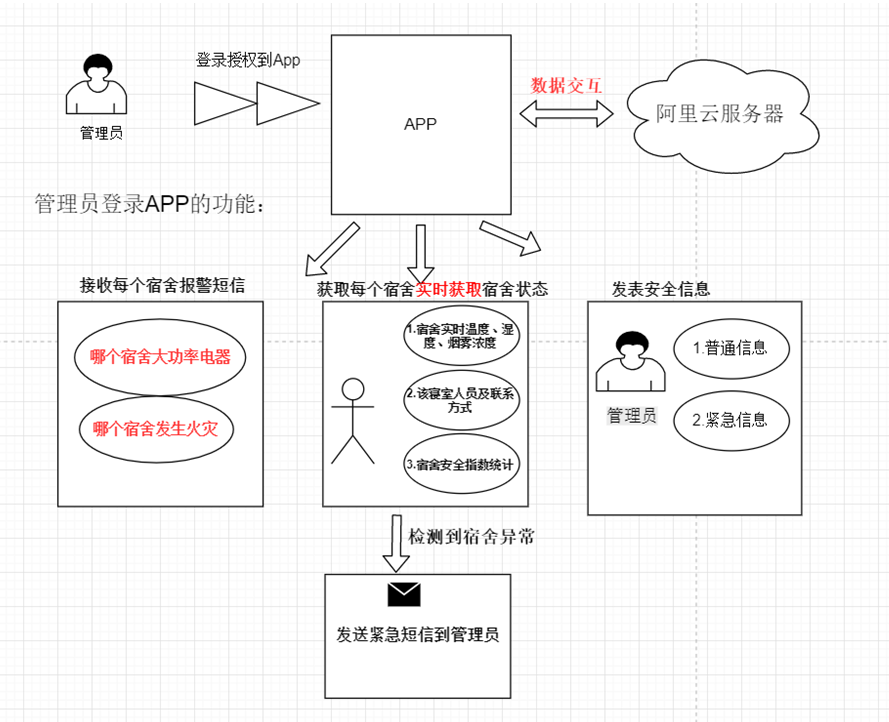 登录授权到App
管理员
APP
数据交互
阿里云服务器
管理员登录APP的功能：
接收每个宿舍报警短信
哪个宿舍大功率电器
哪个宿舍发生火灾
获取每个宿舍实时获取宿舍状态
1.宿舍实时温度、湿
度、烟雾浓度
2.该寝室人员及联系
方式
3.宿舍安全指数统计
发表安全信息
管理员
1.普通信息
2.紧急信息
检测到宿舍异常
发送紧急短信到管理员